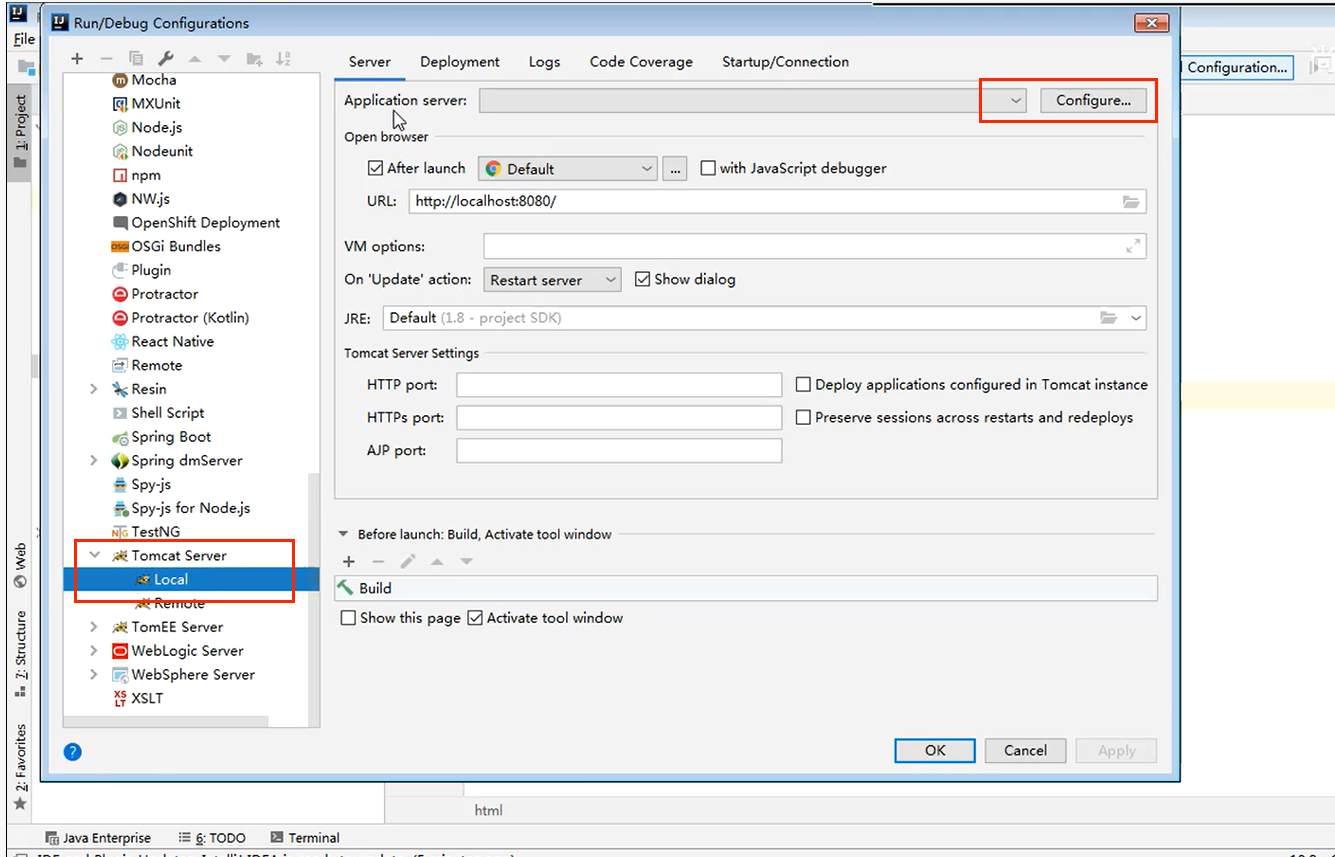 Run/Debug Configurations
File
Configuration...
1: Project
Web
7: Structure
2: Favorites
Mocha
MXUnit
Node.js
Nodeunit
npm
NW.js
OpenShift Deployment
OSGi Bundles
Plugin
Protractor
Protractor (Kotlin)
React Native
Remote
Resin
Shell Script
Spring Boot
Spring dmServer
Spy-js
Spy-js for Node.js
TestNG
Tomcat Server
Local
Remote
TomEE Server
WebLogic Server
WebSphere Server
XSLT
Server Deployment Logs Code Coverage Startup/Connection
Application server: Configure...
Open browser
After launch Default ... with JavaScript debugger
URL: http://localhost:8080/
VM options:
On 'Update' action: Restart server Show dialog
JRE: Default (1.8 - project SDK)
Tomcat Server Settings
HTTP port: Deploy applications configured in Tomcat instance
HTTPs port: Preserve sessions across restarts and redeploys
AJP port:
Before launch: Build, Activate tool window
Build
Show this page Activate tool window
? OK Cancel Apply
html
Java Enterprise 6: TODO Terminal